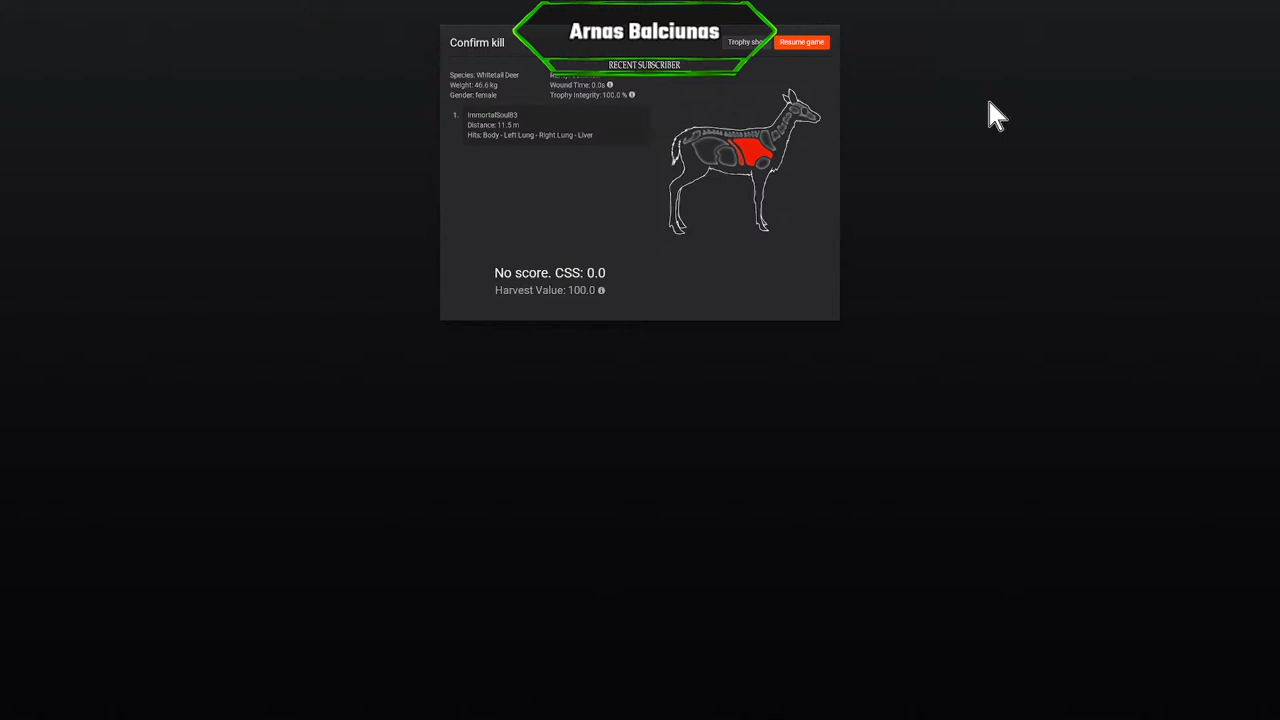 Arnas Balciunas
RECENT SUBSCRIBER
Confirm kill
Trophy sho
Resume game
Species: Whitetail Deer
Weight: 46.6 kg
Gender: female
Wound Time: 0.0s
Trophy Integrity: 100.0 %
1. ImmortalSoulB3
Distance: 11.5 m
Hits: Body - Left Lung - Right Lung - Liver
No score. CSS: 0.0
Harvest Value: 100.0